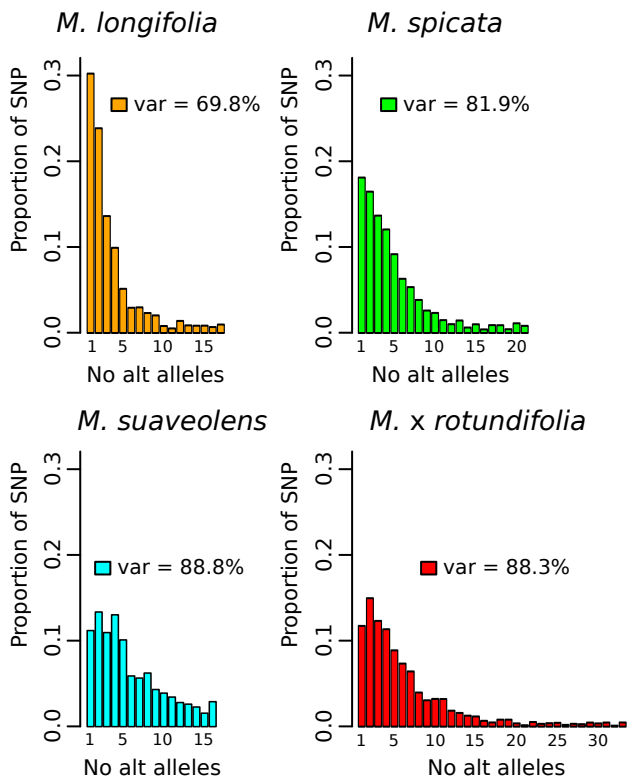 M. longifolia
Proportion of SNP
0.0 0.1 0.2 0.3
var = 69.8%
1 5 10 15
No alt alleles
M. spicata
Proportion of SNP
0.0 0.1 0.2 0.3
var = 81.9%
1 5 10 15 20
No alt alleles
M. suaveolens
Proportion of SNP
0.0 0.1 0.2 0.3
var = 88.8%
1 5 10 15
No alt alleles
M. x rotundifolia
Proportion of SNP
0.0 0.1 0.2 0.3
var = 88.3%
1 5 10 15 20 25 30
No alt alleles